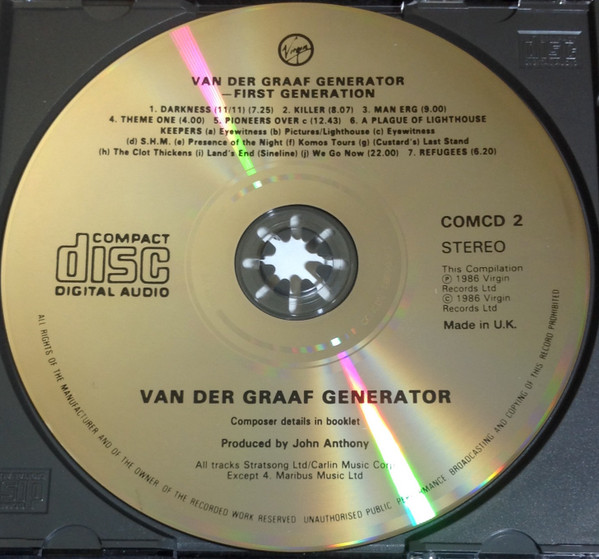 Virgin
VAN DER GRAAF GENERATOR
—FIRST GENERATION
1. DARKNESS (11/11) (7.25) 2. KILLER (8.07) 3. MAN ERG (9.00)
4. THEME ONE (4.00) 5. PIONEERS OVER c (12.43) 6. A PLAGUE OF LIGHTHOUSE
KEEPERS (a) Eyewitness (b) Pictures/Lighthouse (c) Eyewitness
(d) S.H.M. (e) Presence of the Night (f) Komos Tours (g) (Custard's) Last Stand
(h) The Clot Thickens (i) Land's End (Sineline) (j) We Go Now (22.00) 7. REFUGEES (6.20)
COMPACT
disc
DIGITAL AUDIO
COMCD 2
STEREO
This Compilation
℗ 1986 Virgin
Records Ltd
© 1986 Virgin
Records Ltd
Made in U.K.
VAN DER GRAAF GENERATOR
Composer details in booklet
Produced by John Anthony
All tracks Stratsong Ltd/Carlin Music Corp
Except 4. Maribus Music Ltd
ALL RIGHTS OF THE MANUFACTURER AND OF THE OWNER OF THE RECORDED WORK RESERVED. UNAUTHORISED PUBLIC PERFORMANCE BROADCASTING AND COPYING OF THIS RECORD PROHIBITED